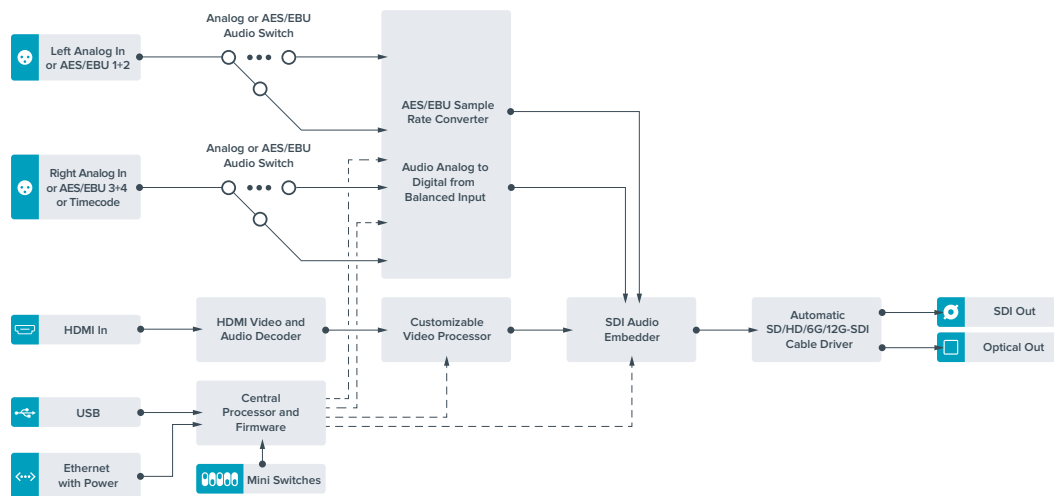 Analog or AES/EBU
Audio Switch
Left Analog In
or AES/EBU 1+2
AES/EBU Sample
Rate Converter
Analog or AES/EBU
Audio Switch
Right Analog In
or AES/EBU 3+4
or Timecode
Audio Analog to
Digital from
Balanced Input
HDMI In
HDMI Video and
Audio Decoder
Customizable
Video Processor
SDI Audio
Embedder
Automatic
SD/HD/6G/12G-SDI
Cable Driver
SDI Out
Optical Out
USB
Central
Processor and
Firmware
Ethernet
with Power
Mini Switches